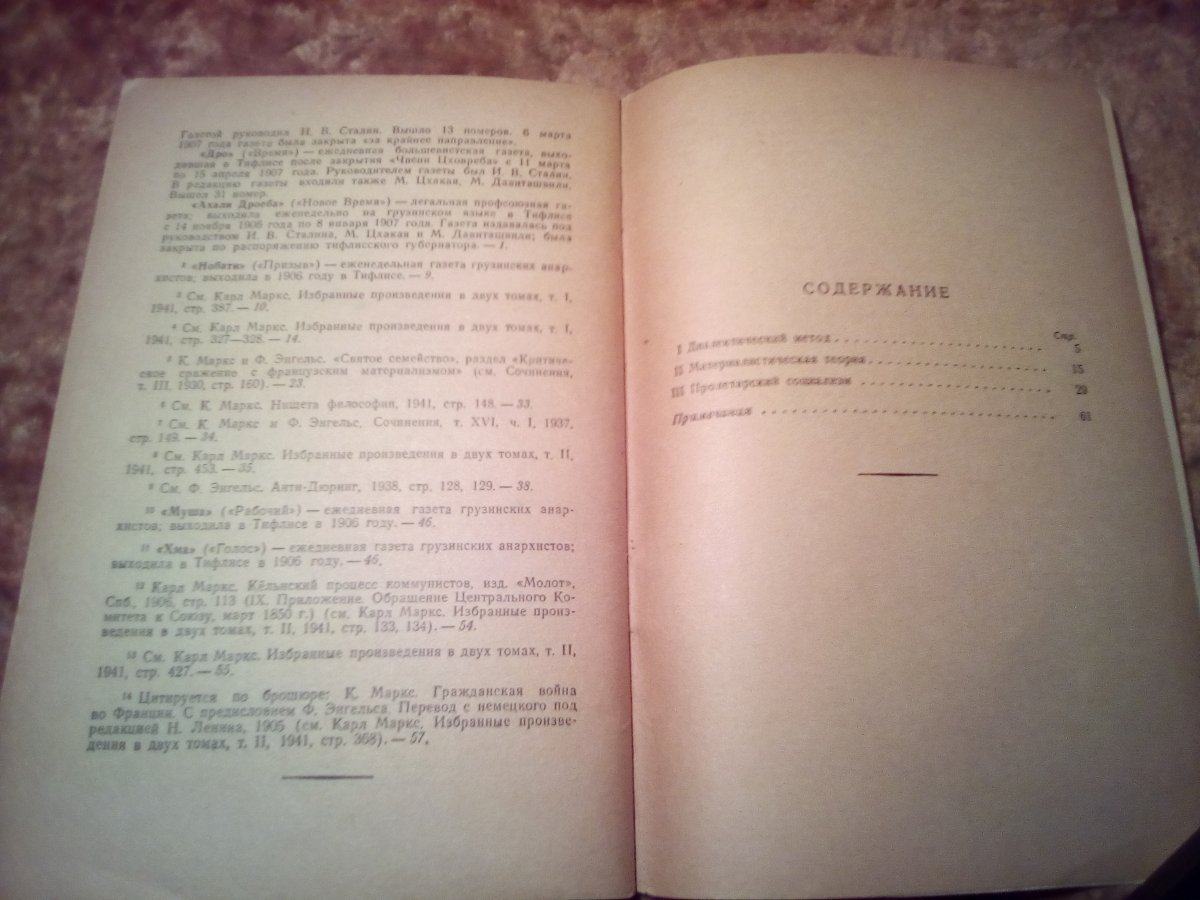 Газетой руководил И. В. Сталин. Вышло 13 номеров. 6 марта
1907 года газета была закрыта «за крайнее направление».
«Дро» («Время») — ежедневная большевистская газета, выхо-
дившая в Тифлисе после закрытия «Чвени Цховреба» с 11 марта
по 15 апреля 1907 года. Руководителем газеты был И. В. Сталин.
В редакцию газеты входили также М. Цхакая, М. Давиташвили.
Вышел 31 номер.
«Ахали Дроеба» («Новое Время») — легальная профсоюзная га-
зета; выходила еженедельно на грузинском языке в Тифлисе
с 14 ноября 1906 года по 8 января 1907 года. Газета издавалась под
руководством И. В. Сталина, М. Цхакая и М. Давиташвили; была
закрыта по распоряжению тифлисского губернатора. — 1.
² «Нобати» («Призыв») — еженедельная газета грузинских анар-
хистов; выходила в 1906 году в Тифлисе. — 9.
³ См. Карл Маркс. Избранные произведения в двух томах, т. I,
1941, стр. 387. — 10.
⁴ См. Карл Маркс. Избранные произведения в двух томах, т. I,
1941, стр. 327—328. — 14.
⁵ К. Маркс и Ф. Энгельс. «Святое семейство», раздел «Критиче-
ское сражение с французским материализмом» (см. Сочинения,
т. III, 1930, стр. 160). — 23.
⁶ См. К. Маркс. Нищета философии, 1941, стр. 148. — 33.
⁷ См. К. Маркс и Ф. Энгельс, Сочинения, т. XVI, ч. I, 1937,
стр. 149. — 34.
⁸ См. Карл Маркс. Избранные произведения в двух томах, т. II,
1941, стр. 453. — 35.
⁹ См. Ф. Энгельс. Анти-Дюринг, 1938, стр. 128, 129. — 38.
¹⁰ «Муша» («Рабочий») — ежедневная газета грузинских анар-
хистов; выходила в Тифлисе в 1906 году. — 46.
¹¹ «Хма» («Голос») — ежедневная газета грузинских анархистов;
выходила в Тифлисе в 1906 году. — 46.
¹² Карл Маркс. Кёльнский процесс коммунистов, изд. «Молот»,
Спб., 1906, стр. 113 (IX. Приложение. Обращение Центрального Ко-
митета к Союзу, март 1850 г.) (см. Карл Маркс. Избранные произ-
ведения в двух томах, т. II, 1941, стр. 133, 134). — 54.
¹³ См. Карл Маркс. Избранные произведения в двух томах, т. II,
1941, стр. 427. — 55.
¹⁴ Цитируется по брошюре: К. Маркс. Гражданская война
во Франции. С предисловием Ф. Энгельса. Перевод с немецкого под
редакцией Н. Ленина, 1905 (см. Карл Маркс, Избранные произве-
дения в двух томах, т. II, 1941, стр. 368). — 57.
СОДЕРЖАНИЕ
Стр.
I Диалектический метод . . . . . . . . . . . . 5
II Материалистическая теория . . . . . . . . . . . . 15
III Пролетарский социализм . . . . . . . . . . . . 29
Примечания . . . . . . . . . . . . 61